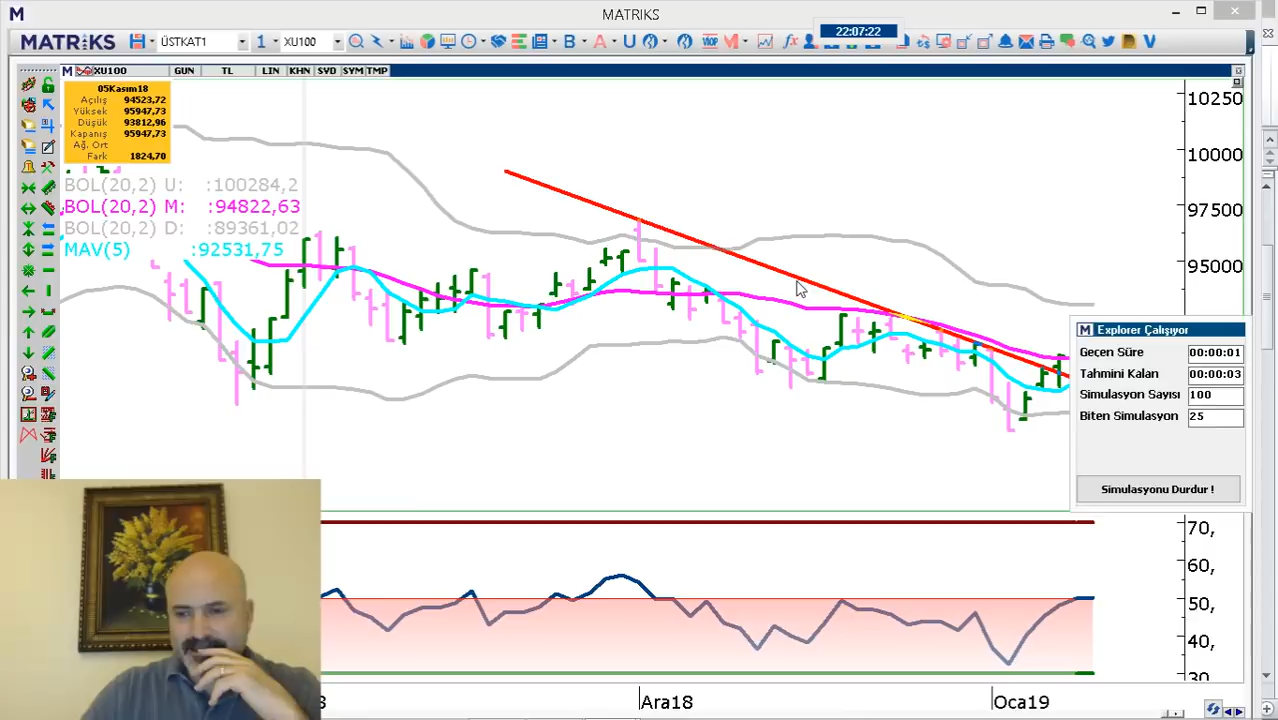 MATRIKS
MATRIKS ÜSTKAT1 1 XU100 22:07:22
XU100 GUN TL LIN KHN SYD SYM TMP
05Kasım18
Açılış 94523,72
Yüksek 95947,73
Düşük 93812,96
Kapanış 95947,73
Ağ. Ort
Fark 1824,70
BOL(20,2) U: :100284,2
BOL(20,2) M: :94822,63
BOL(20,2) D: :89361,02
MAV(5) :92531,75
10250
10000
97500
95000
Explorer Çalışıyor
Geçen Süre 00:00:01
Tahmini Kalan 00:00:03
Simulasyon Sayısı 100
Biten Simulasyon 25
Simulasyonu Durdur !
70,
60,
50,
40,
30,
8 Ara18 Oca19